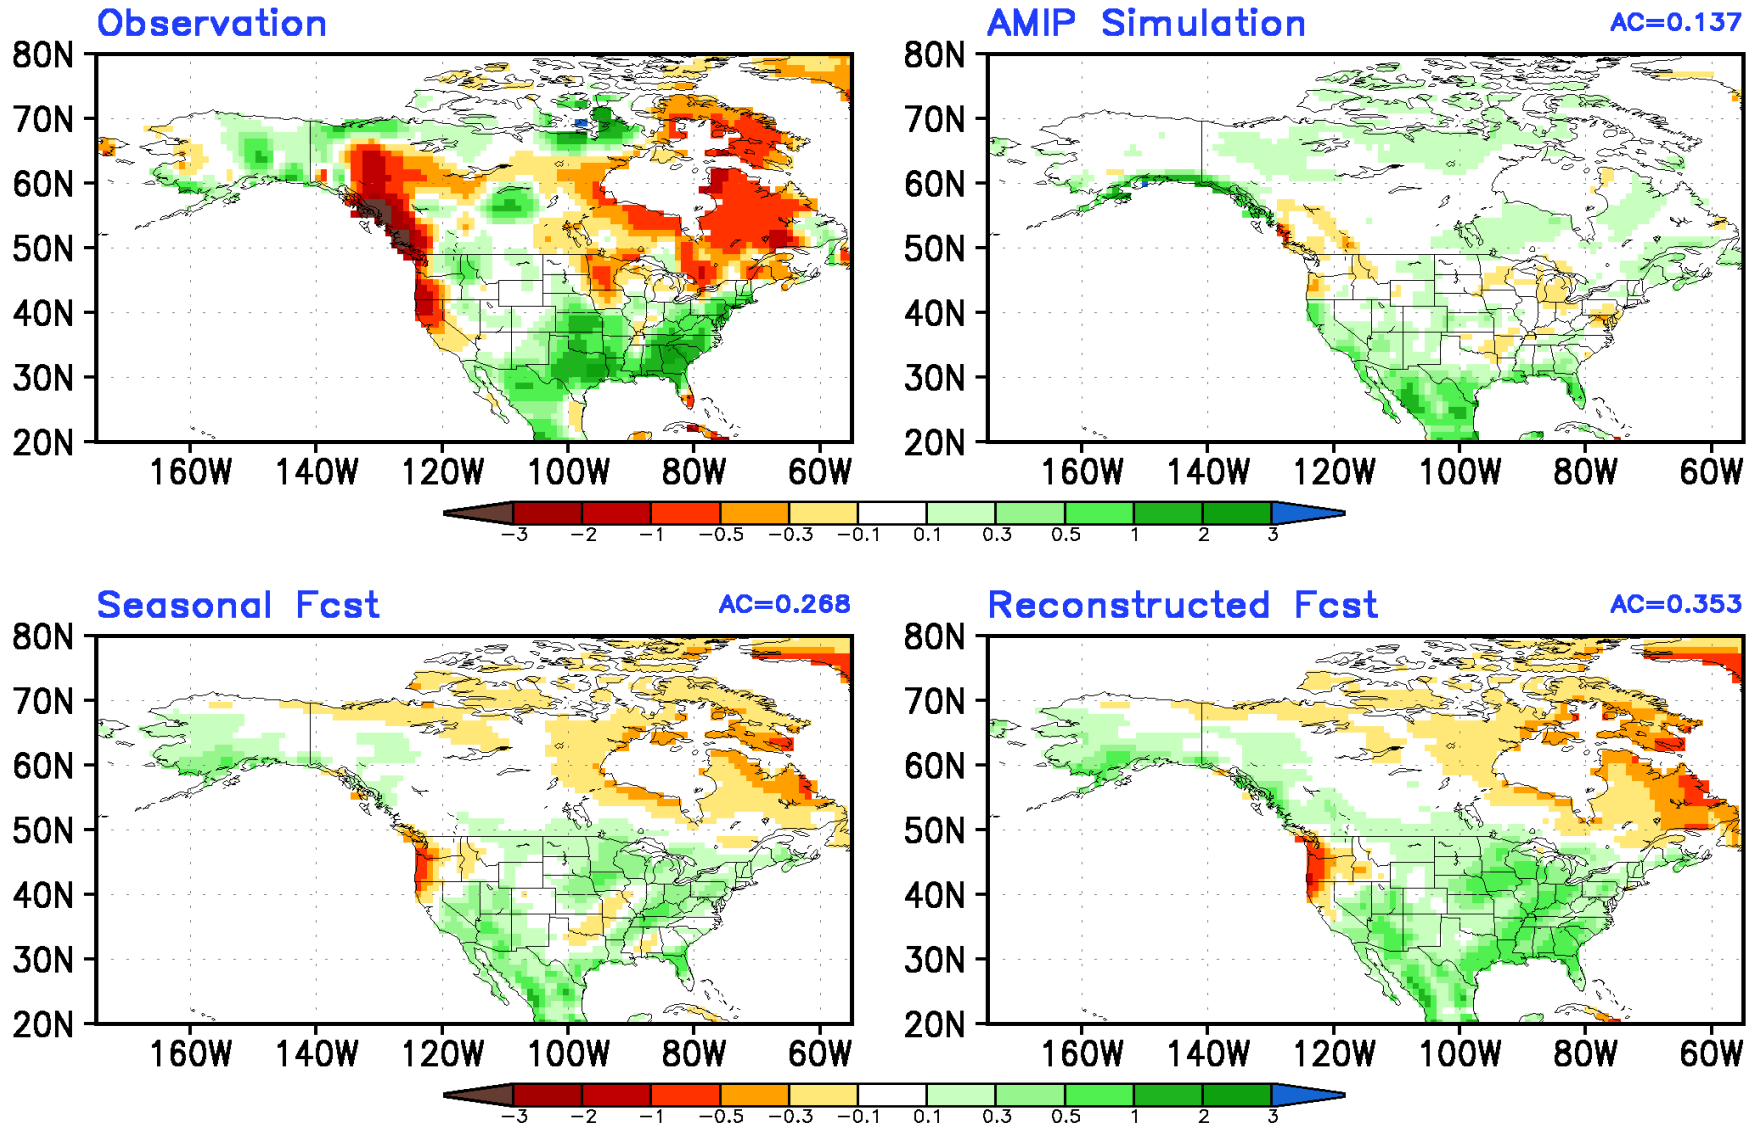 Observation
AMIP Simulation AC=0.137
80N 80N
70N 70N
60N 60N
50N 50N
40N 40N
30N 30N
20N 20N
160W 140W 120W 100W 80W 60W 160W 140W 120W 100W 80W 60W
-3 -2 -1 -0.5 -0.3 -0.1 0.1 0.3 0.5 1 2 3
Seasonal Fcst AC=0.268
Reconstructed Fcst AC=0.353
80N 80N
70N 70N
60N 60N
50N 50N
40N 40N
30N 30N
20N 20N
160W 140W 120W 100W 80W 60W 160W 140W 120W 100W 80W 60W
-3 -2 -1 -0.5 -0.3 -0.1 0.1 0.3 0.5 1 2 3